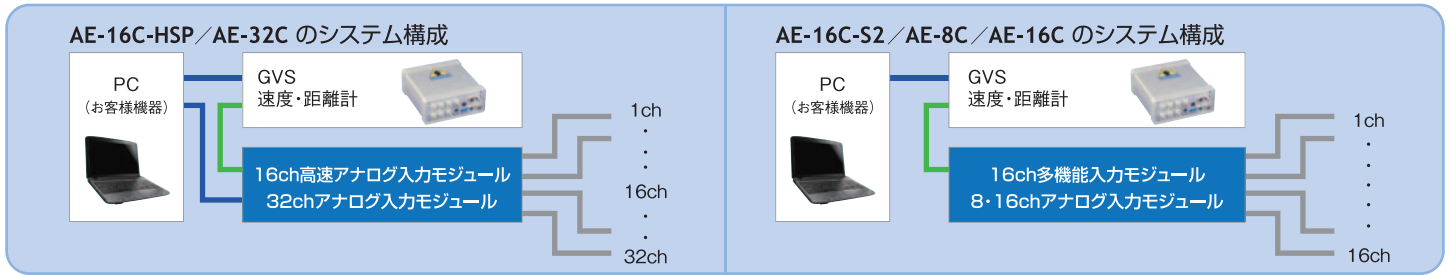 AE-16C-HSP／AE-32C のシステム構成
PC
（お客様機器）
GVS
速度・距離計
16ch高速アナログ入力モジュール
32chアナログ入力モジュール
1ch
・
・
・
16ch
・
・
32ch
AE-16C-S2／AE-8C／AE-16C のシステム構成
PC
（お客様機器）
GVS
速度・距離計
16ch多機能入力モジュール
8・16chアナログ入力モジュール
1ch
・
・
・
・
・
16ch